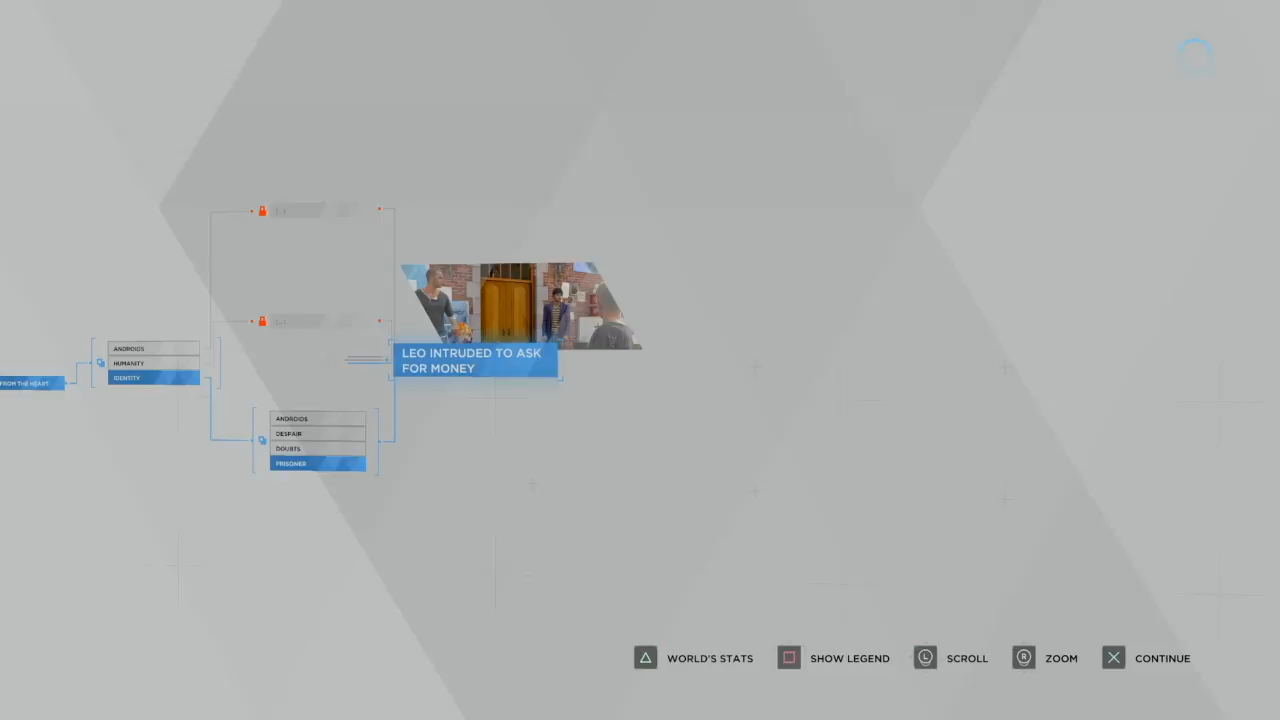 FROM THE HEART
ANDROIDS
HUMANITY
IDENTITY
ANDROIDS
DESPAIR
DOUBTS
PRISONER
LEO INTRUDED TO ASK
FOR MONEY
WORLD'S STATS
SHOW LEGEND
L
SCROLL
R
ZOOM
CONTINUE